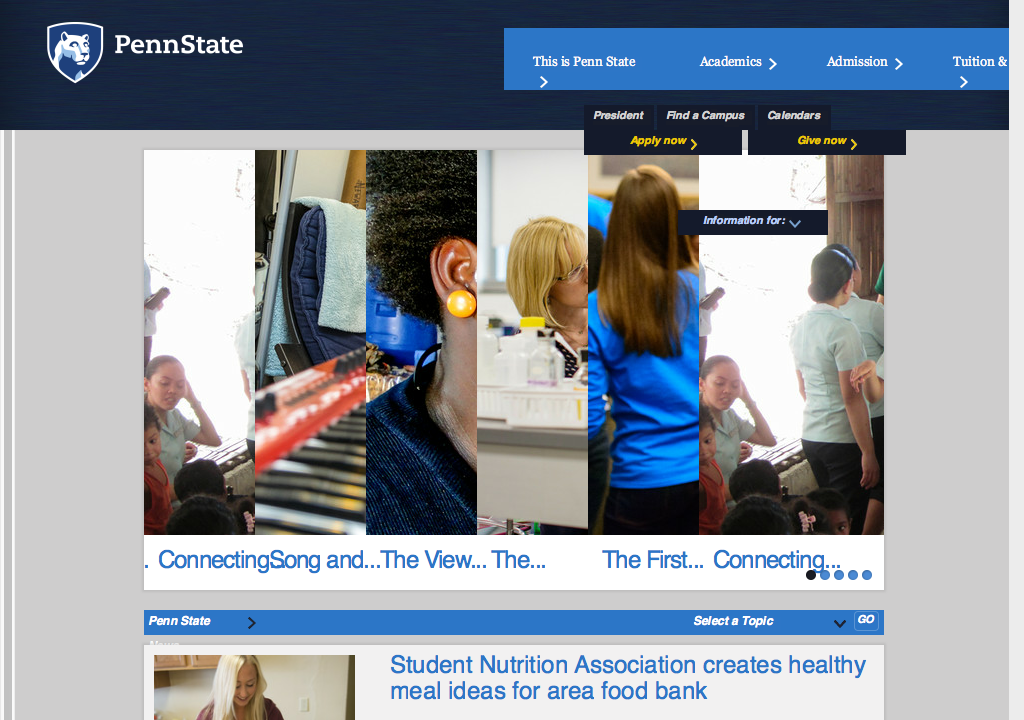 PennState
This is Penn State
Academics
Admission
Tuition &
President
Find a Campus
Calendars
Apply now
Give now
Information for:
. Connecting...
Song and...
The View...
The...
The First...
Connecting...
Penn State
News
Select a Topic
GO
Student Nutrition Association creates healthy
meal ideas for area food bank